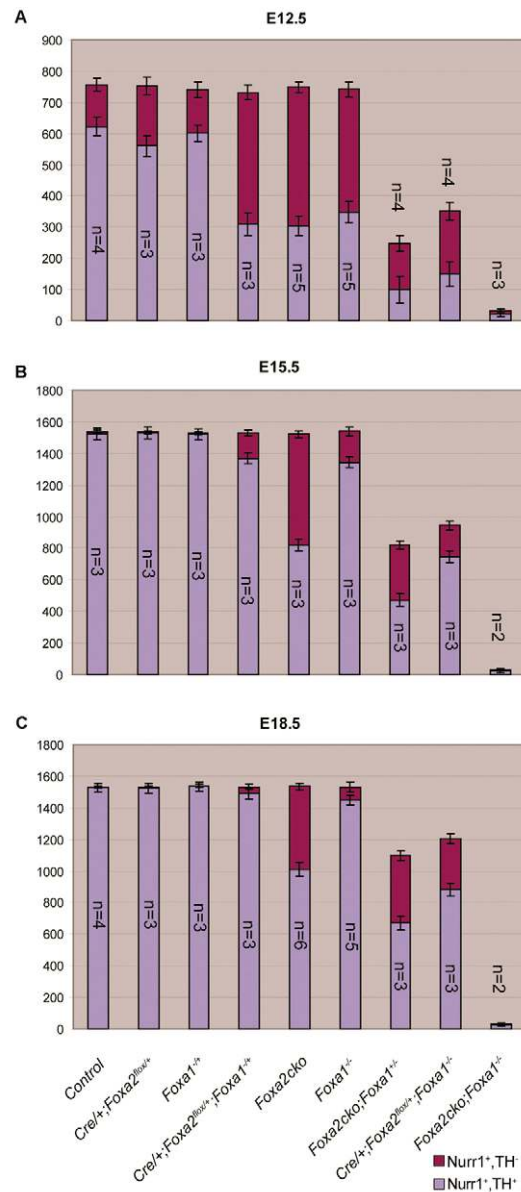 A
E12.5
900
800
700
600
500
400
300
200
100
0
n=4
n=3
n=3
n=3
n=5
n=5
n=4
n=4
n=3
B
E15.5
1800
1600
1400
1200
1000
800
600
400
200
0
n=3
n=3
n=3
n=3
n=3
n=3
n=3
n=3
n=2
C
E18.5
1800
1600
1400
1200
1000
800
600
400
200
0
n=4
n=3
n=3
n=3
n=6
n=5
n=3
n=3
n=2
Control
Cre/+;Foxa2flox/+
Foxa1-/+
Cre/+;Foxa2flox/+;Foxa1-/+
Foxa2cko
Foxa1-/-
Foxa2cko;Foxa1+/-
Cre/+;Foxa2flox/+;Foxa1-/-
Foxa2cko;Foxa1-/-
Nurr1+,TH-
Nurr1+,TH+